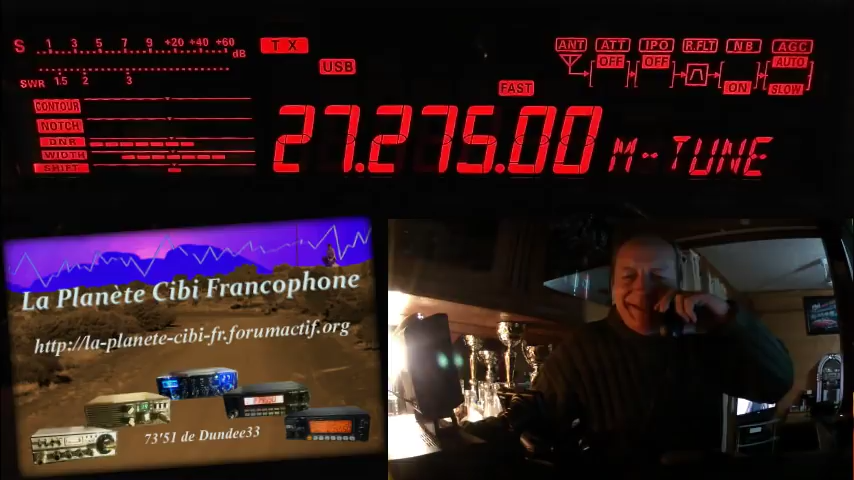 S 1 3 5 7 9 +20 +40 +60 dB
TX
ANT ATT IPO R.FLT NB AGC
USB
OFF OFF AUTO
SWR 1.5 2 3
FAST
ON SLOW
CONTOUR
NOTCH
DNR
WIDTH
SHIFT
27.275.00 M-- TUNE
La Planète Cibi Francophone
http://la-planete-cibi-fr.forumactif.org
73'51 de Dundee33